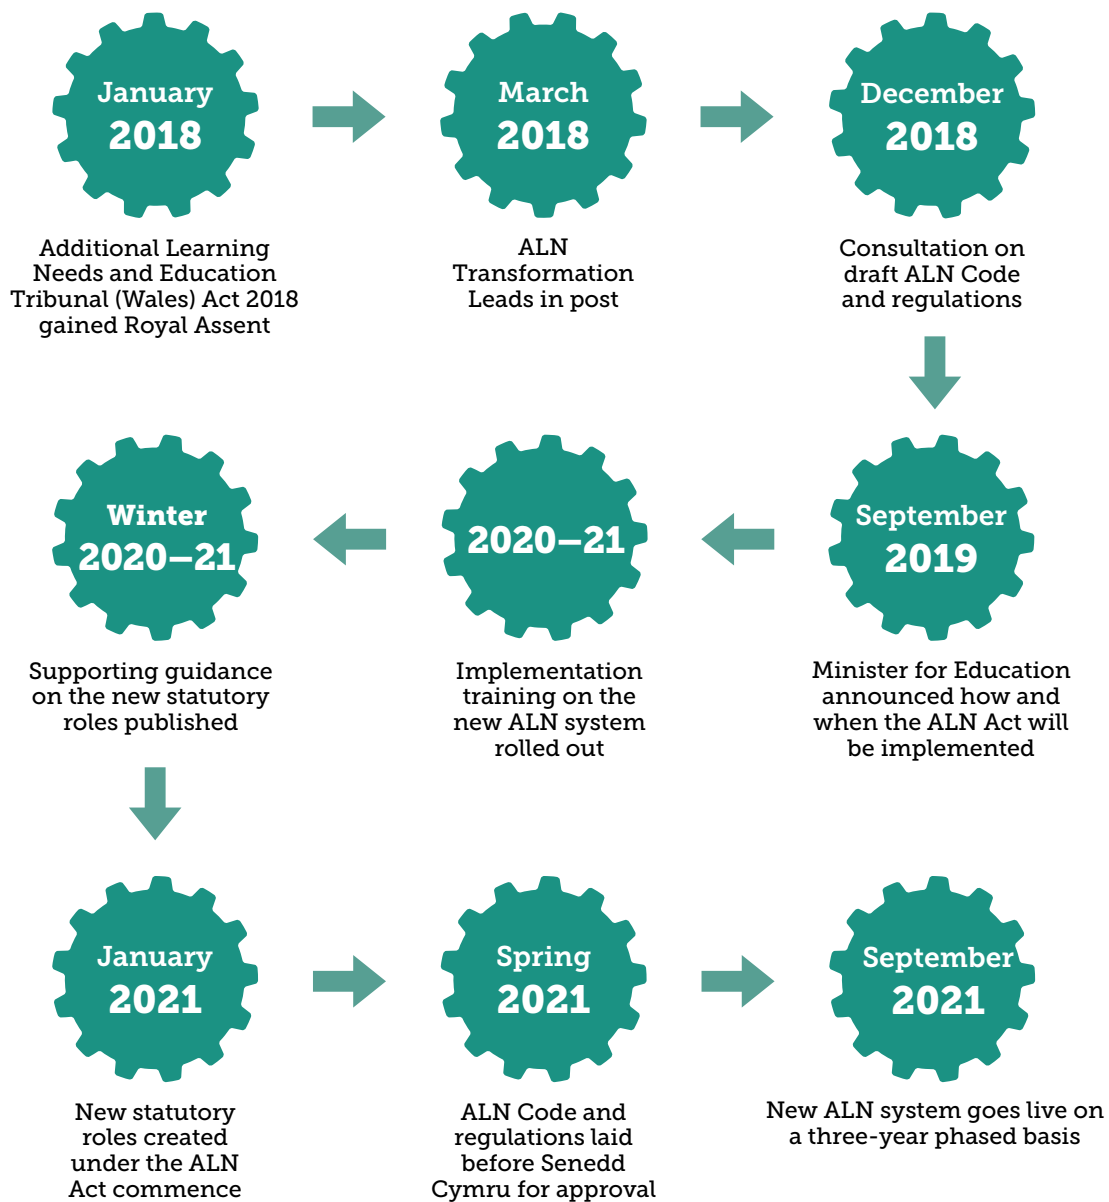 January
2018
Additional Learning
Needs and Education
Tribunal (Wales) Act 2018
gained Royal Assent
March
2018
ALN
Transformation
Leads in post
December
2018
Consultation on
draft ALN Code
and regulations
September
2019
Minister for Education
announced how and
when the ALN Act will
be implemented
2020–21
Implementation
training on the
new ALN system
rolled out
Winter
2020–21
Supporting guidance
on the new statutory
roles published
January
2021
New statutory
roles created
under the ALN
Act commence
Spring
2021
ALN Code and
regulations laid
before Senedd
Cymru for approval
September
2021
New ALN system goes live on
a three-year phased basis